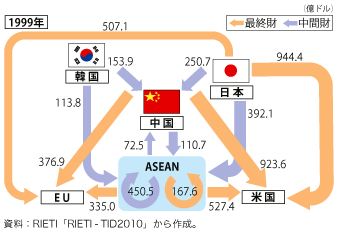 (億ドル)
1999年
最終財
中間財
507.1
153.9
250.7
944.4
韓国
日本
113.8
中国
392.1
72.5
110.7
376.9
ASEAN
923.6
450.5
167.6
EU
335.0
527.4
米国
資料：RIETI「RIETI - TID2010」から作成。